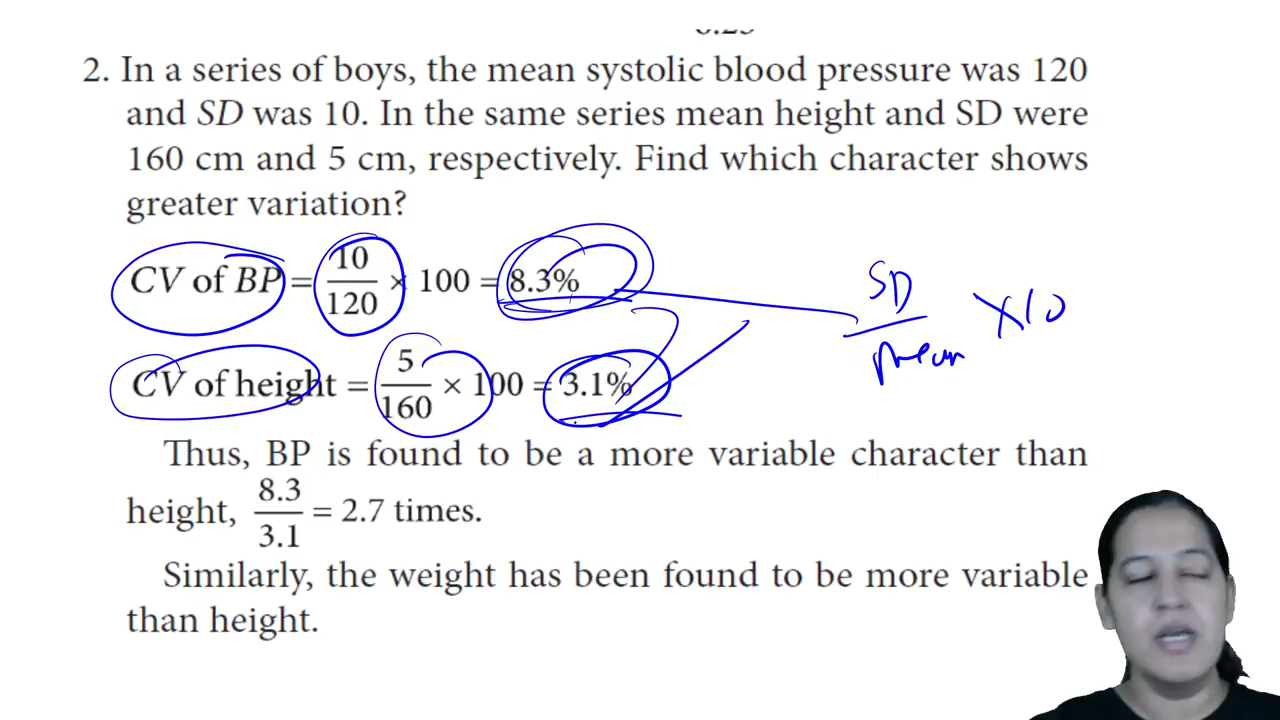 2. In a series of boys, the mean systolic blood pressure was 120
and SD was 10. In the same series mean height and SD were
160 cm and 5 cm, respectively. Find which character shows
greater variation?
CV of BP = 10/120 × 100 = 8.3%
SD/mean ×10
CV of height = 5/160 × 100 = 3.1%
Thus, BP is found to be a more variable character than
height, 8.3/3.1 = 2.7 times.
Similarly, the weight has been found to be more variable
than height.